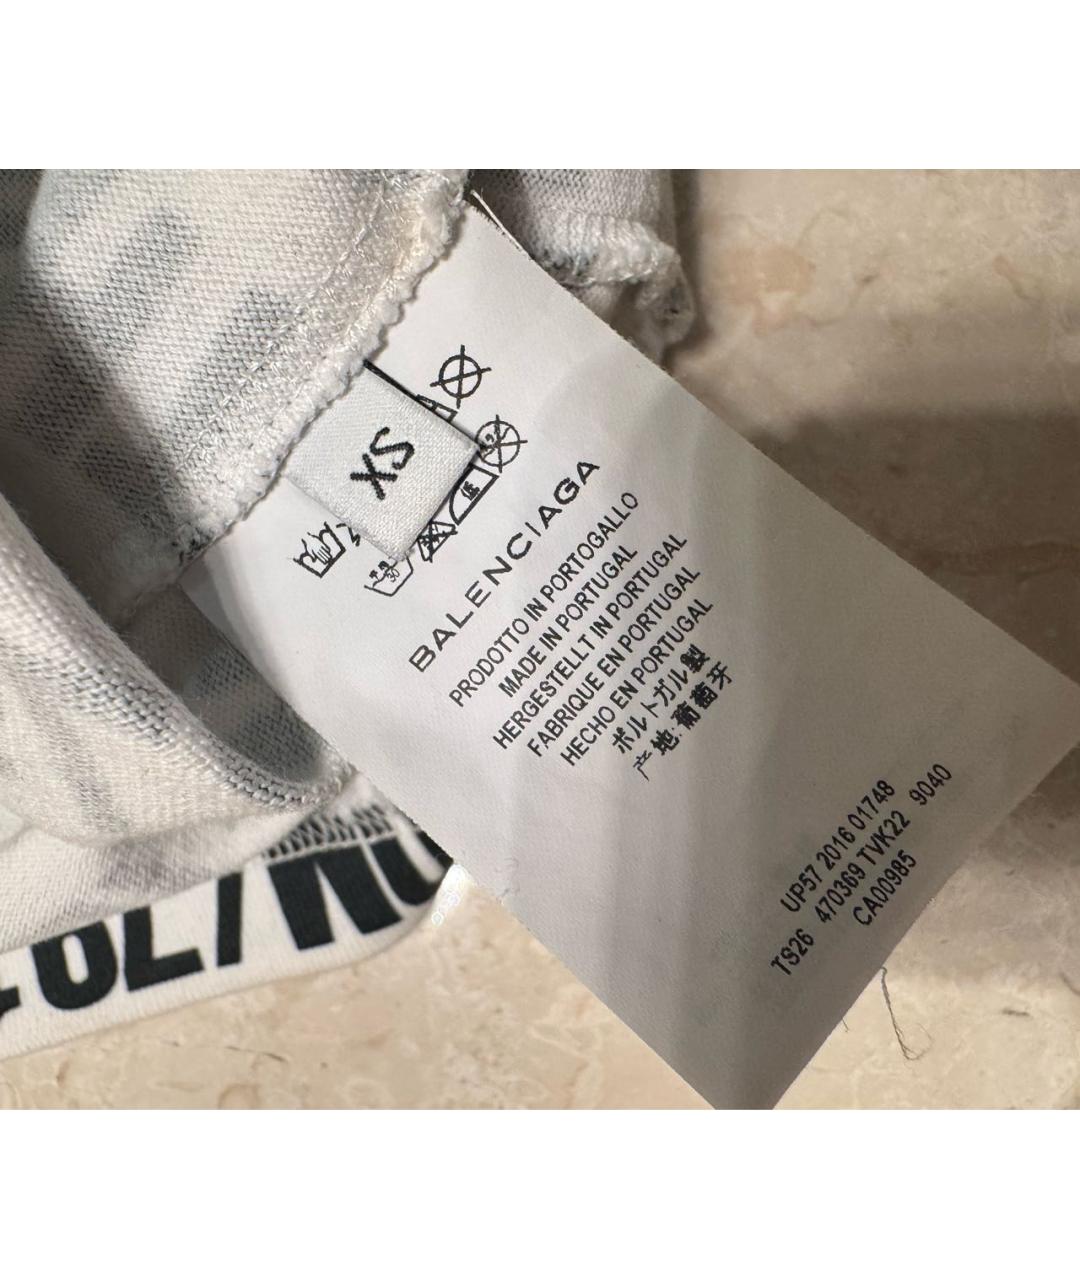 XS
30
BALENCIAGA
PRODOTTO IN PORTOGALLO
MADE IN PORTUGAL
HERGESTELLT IN PORTUGAL
FABRIQUE EN PORTUGAL
HECHO EN PORTUGAL
ポルトガル製
产地:葡萄牙
UP57 2016 01748
TS26 470369 TVK22 9040
CA00985